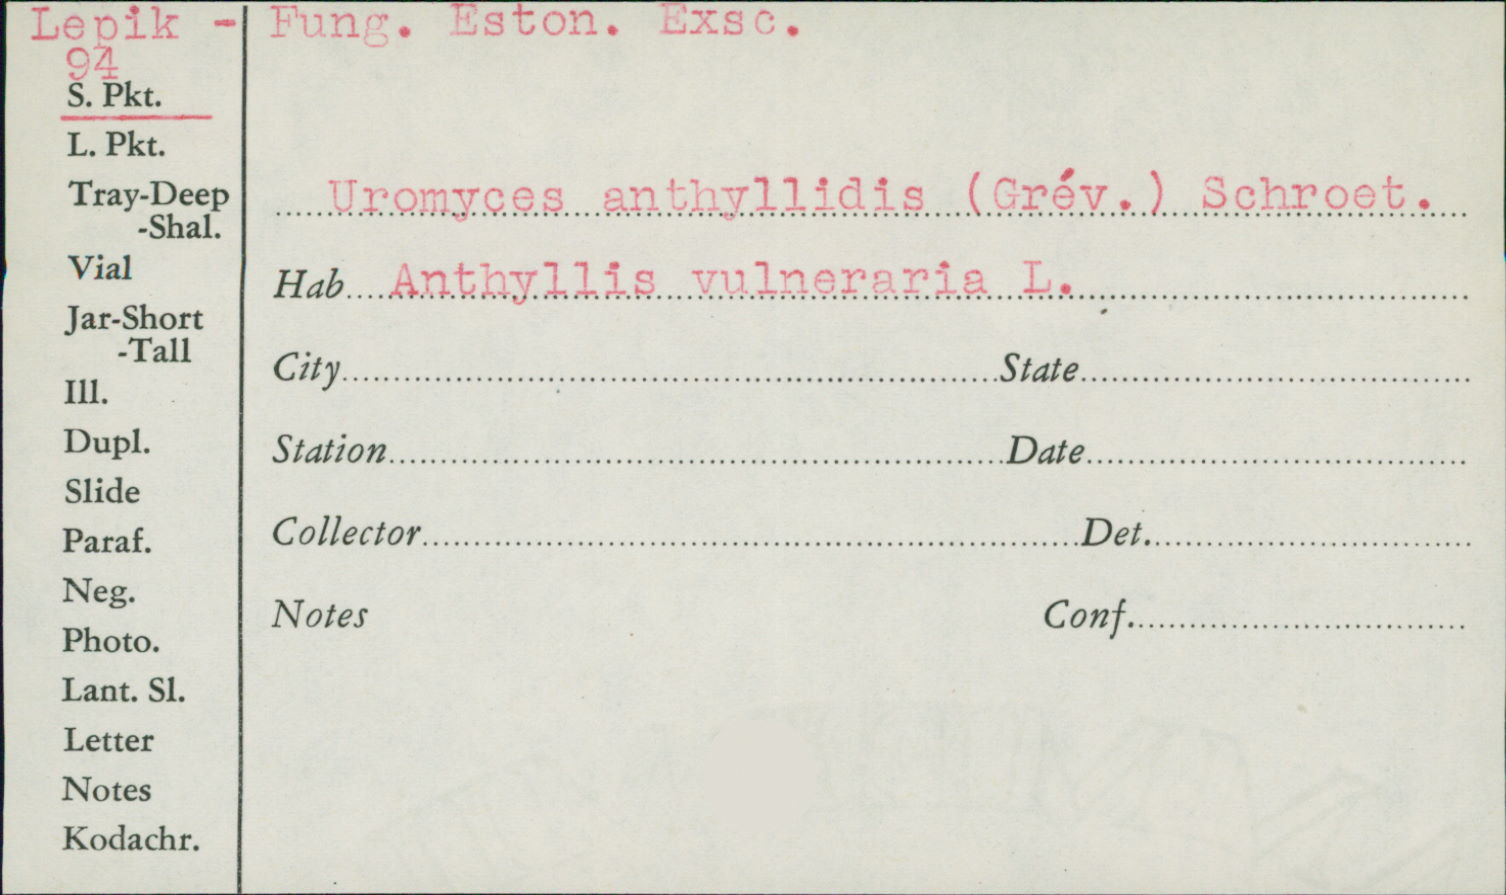 Lepik - Fung. Eston. Exsc.
94
S. Pkt.
L. Pkt.
Tray-Deep
-Shal.
Vial
Jar-Short
-Tall
Ill.
Dupl.
Slide
Paraf.
Neg.
Photo.
Lant. Sl.
Letter
Notes
Kodachr.
Uromyces anthyllidis (Grév.) Schroet.
Hab Anthyllis vulneraria L.
City State
Station Date
Collector Det.
Notes Conf.